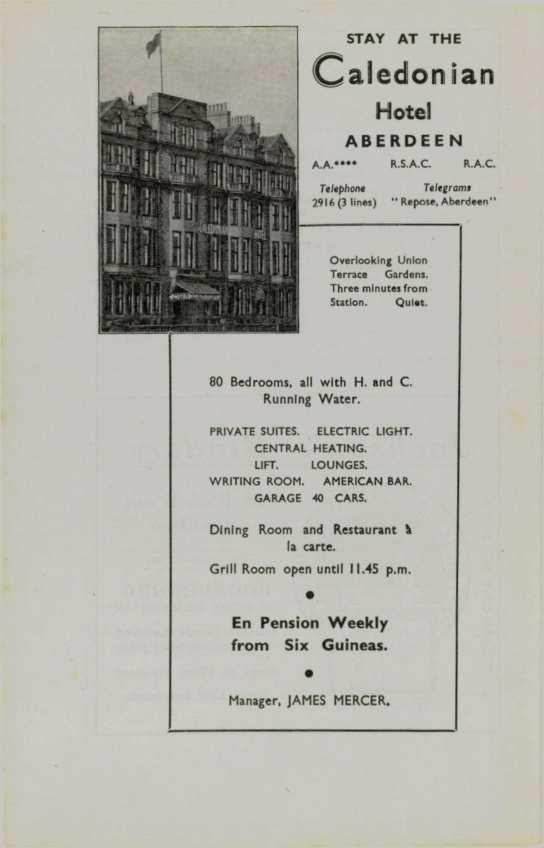 STAY AT THE
Caledonian
Hotel
ABERDEEN
A.A.**** R.S.A.C. R.A.C.
Telephone Telegrams
2916 (3 lines) "Repose, Aberdeen"
Overlooking Union
Terrace Gardens.
Three minutes from
Station. Quiet.
80 Bedrooms, all with H. and C.
Running Water.
PRIVATE SUITES. ELECTRIC LIGHT.
CENTRAL HEATING.
LIFT. LOUNGES.
WRITING ROOM. AMERICAN BAR.
GARAGE 40 CARS.
Dining Room and Restaurant à
la carte.
Grill Room open until 11.45 p.m.
En Pension Weekly
from Six Guineas.
Manager, JAMES MERCER.